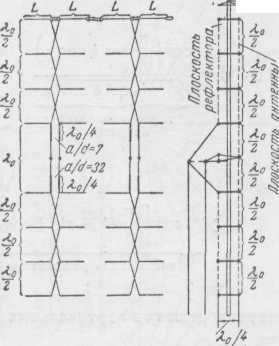 L L L L
λ₀/2
λ₀/2
λ₀/2
λ₀
λ₀/2
λ₀/2
λ₀/2
λ₀/4
a/d=7
a/d=32
λ₀/4
Плоскость
рефлектора
λ₀/2
λ₀/2
λ₀/2
λ₀/2
λ₀/2
λ₀/2
λ₀/2
Плоскость антенны
λ₀/4